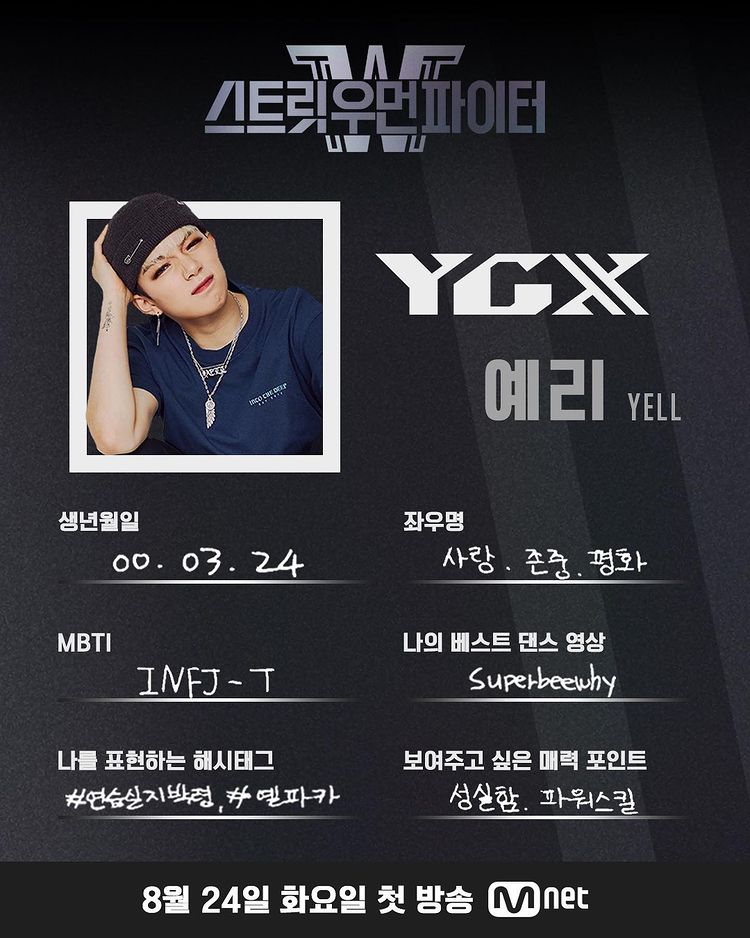 스트릿 우먼 파이터
W
YGX
예리 YELL
생년월일
00. 03. 24
좌우명
사랑. 존중. 평화
MBTI
INFJ-T
나의 베스트 댄스 영상
Superbeewhy
나를 표현하는 해시태그
#연습실지박령, #옐파카
보여주고 싶은 매력 포인트
성실함. 파워스킬
8월 24일 화요일 첫 방송 Mnet